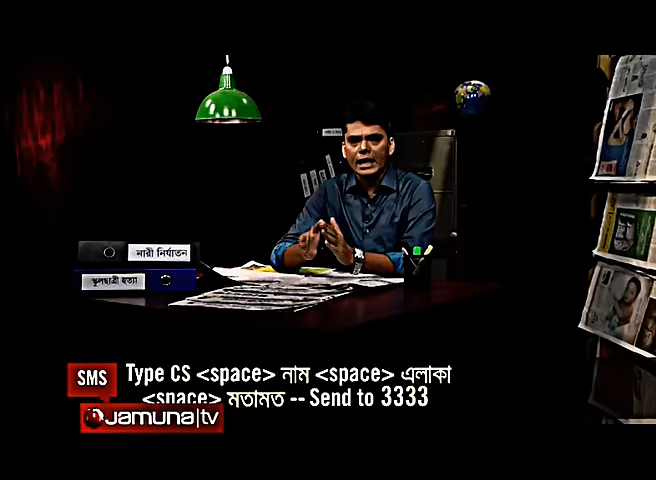 নারী নির্যাতন
স্কুলছাত্রী হত্যা
SMS
Type CS <space> নাম <space> এলাকা
<space> মতামত -- Send to 3333
Jamuna|tv